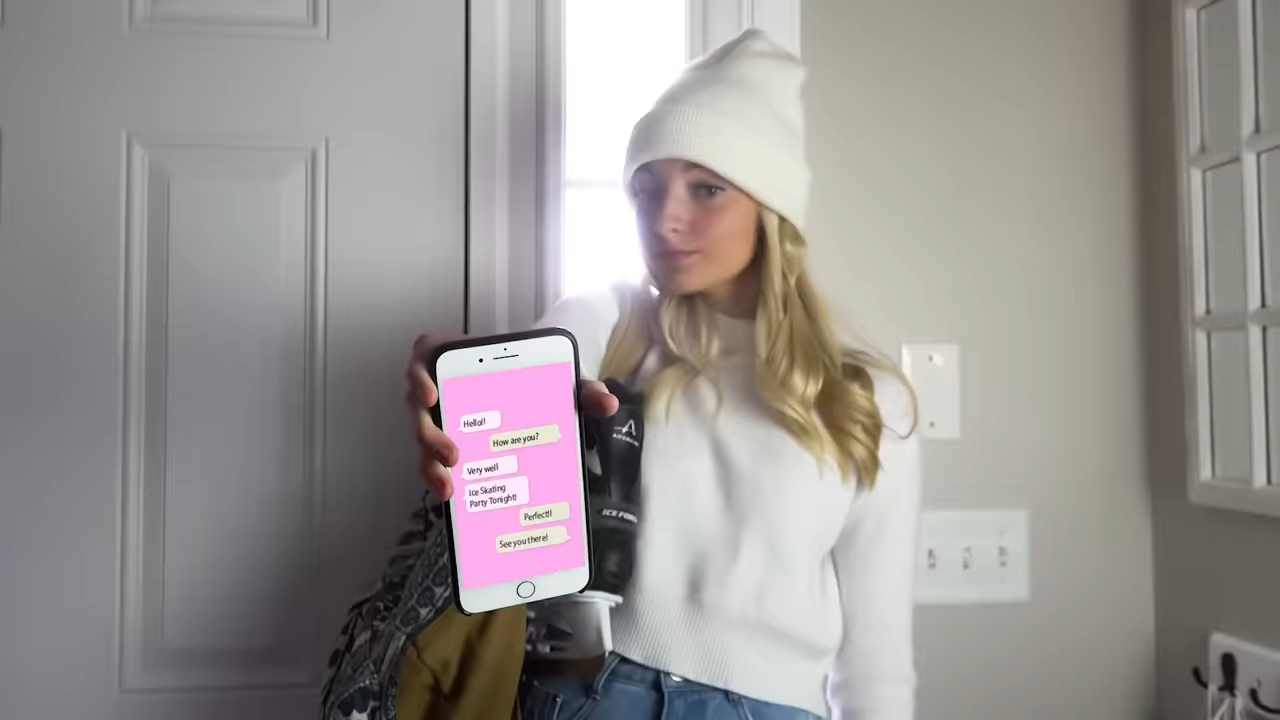 Hello!!
How are you?
Very well
Ice Skating
Party Tonight!
Perfect!!
See you there!
A
ICE FORCE